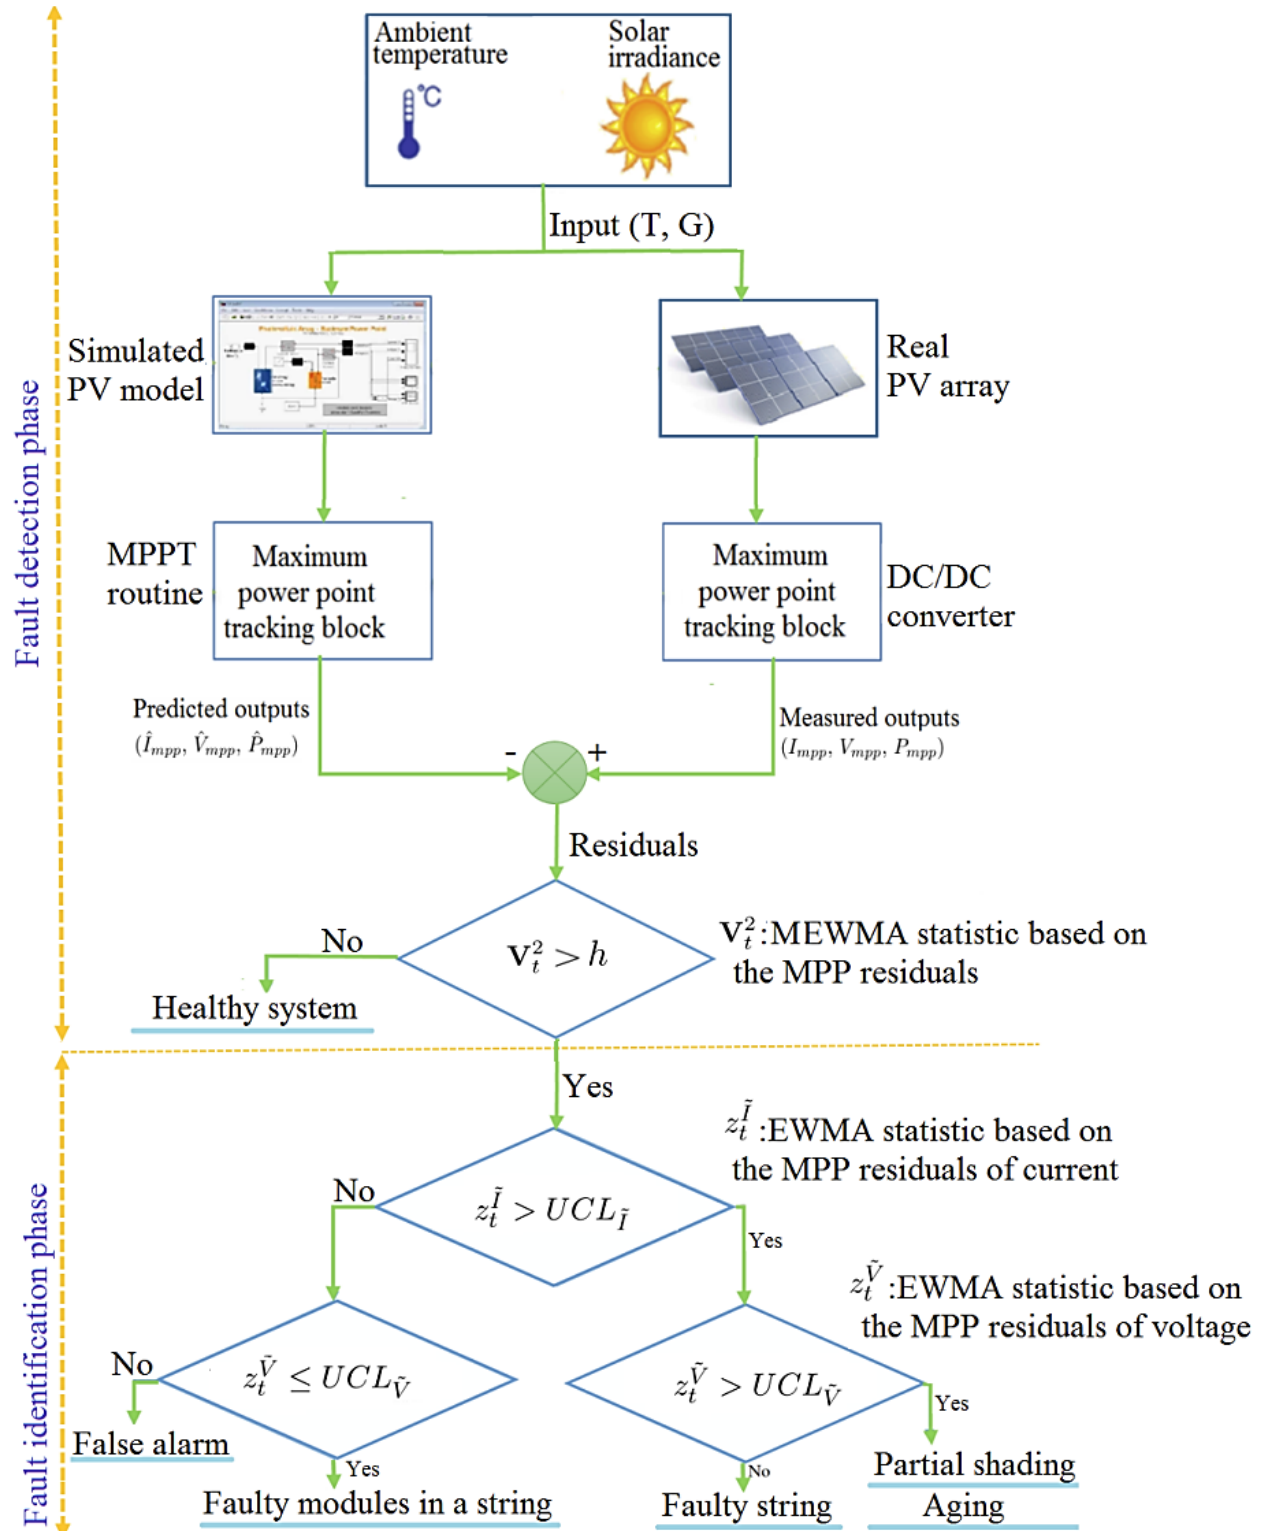 Ambient
temperature
Solar
irradiance
°C
Input (T, G)
Simulated
PV model
Real
PV array
Fault detection phase
MPPT
routine
Maximum
power point
tracking block
Maximum
power point
tracking block
DC/DC
converter
Predicted outputs
(Î_mpp, V̂_mpp, P̂_mpp)
Measured outputs
(I_mpp, V_mpp, P_mpp)
- +
Residuals
V_t^2 > h
No
Healthy system
V_t^2 :MEWMA statistic based on
the MPP residuals
Yes
z_t^Ĩ :EWMA statistic based on
the MPP residuals of current
z_t^Ĩ > UCL_Ĩ
No
Yes
z_t^Ṽ :EWMA statistic based on
the MPP residuals of voltage
Fault identification phase
z_t^Ṽ ≤ UCL_Ṽ
No
False alarm
Yes
Faulty modules in a string
z_t^Ṽ > UCL_Ṽ
Yes
Partial shading
Aging
No
Faulty string